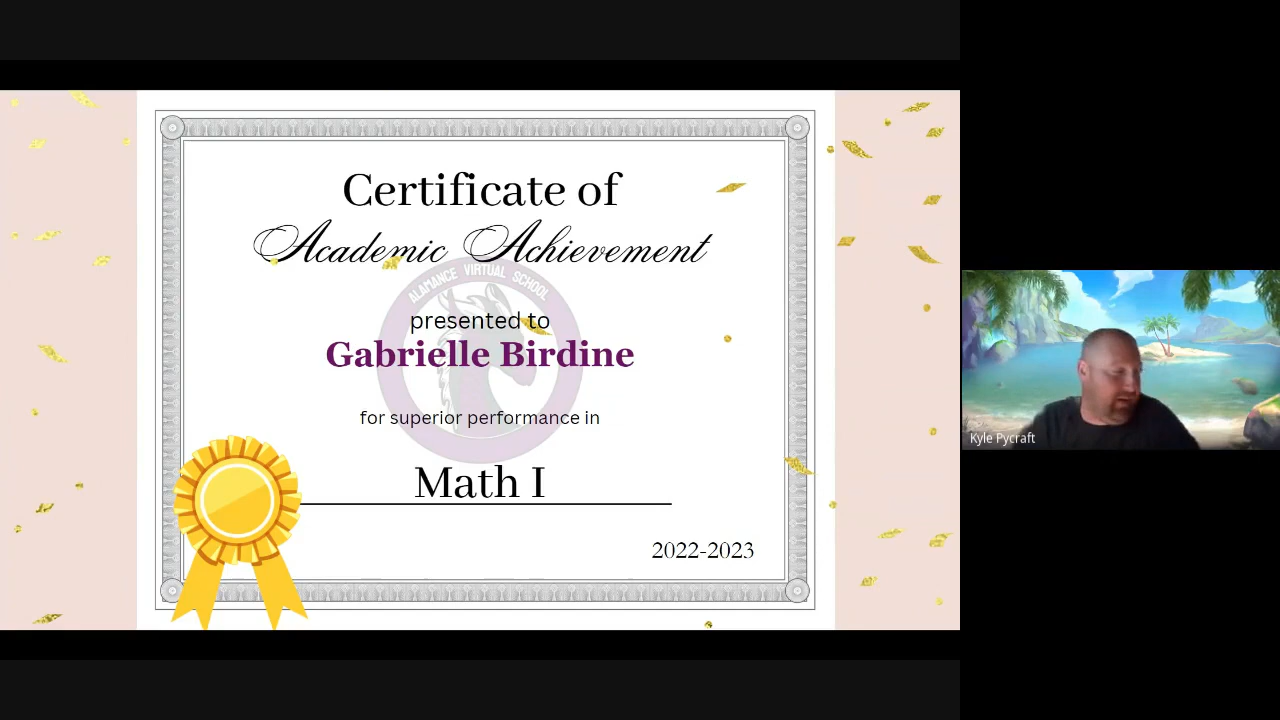 Certificate of
Academic Achievement
ALAMANCE VIRTUAL SCHOOL
presented to
Gabrielle Birdine
for superior performance in
Math I
2022-2023
Kyle Pycraft